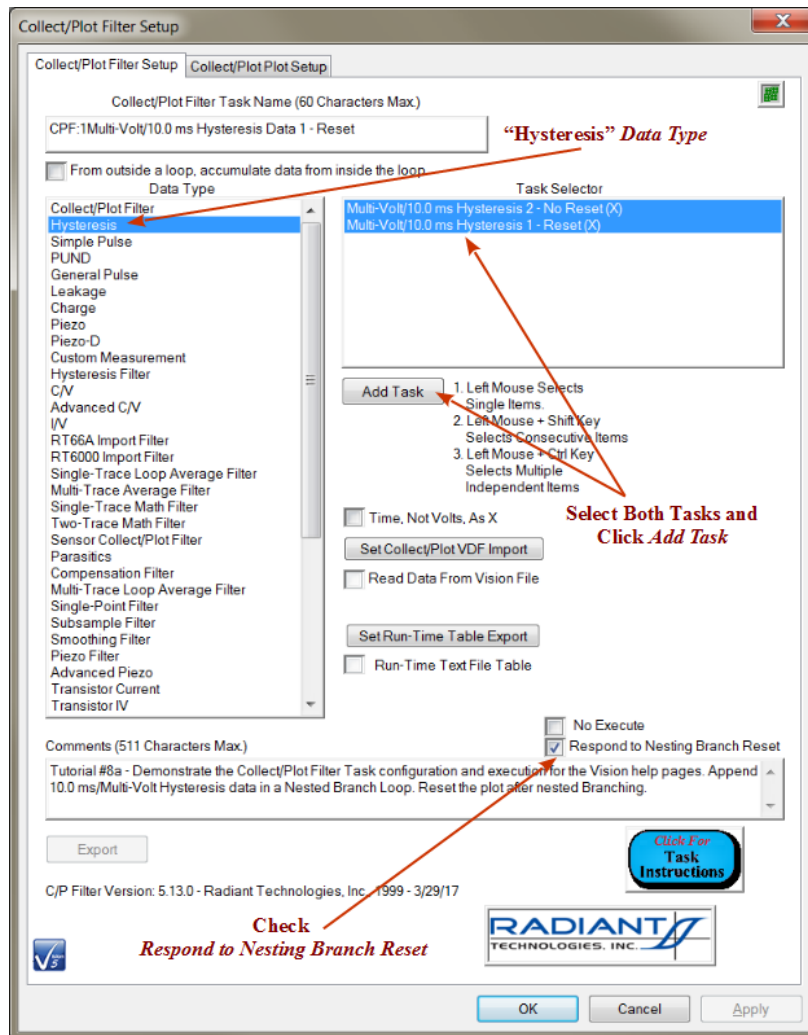 Collect/Plot Filter Setup
Collect/Plot Filter Setup
Collect/Plot Plot Setup
Collect/Plot Filter Task Name (60 Characters Max.)
CPF:1Multi-Volt/10.0 ms Hysteresis Data 1 - Reset
"Hysteresis" Data Type
From outside a loop, accumulate data from inside the loop
Data Type
Collect/Plot Filter
Hysteresis
Simple Pulse
PUND
General Pulse
Leakage
Charge
Piezo
Piezo-D
Custom Measurement
Hysteresis Filter
C/V
Advanced C/V
I/V
RT66A Import Filter
RT6000 Import Filter
Single-Trace Loop Average Filter
Multi-Trace Average Filter
Single-Trace Math Filter
Two-Trace Math Filter
Sensor Collect/Plot Filter
Parasitics
Compensation Filter
Multi-Trace Loop Average Filter
Single-Point Filter
Subsample Filter
Smoothing Filter
Piezo Filter
Advanced Piezo
Transistor Current
Transistor IV
Task Selector
Multi-Volt/10.0 ms Hysteresis 2 - No Reset (X)
Multi-Volt/10.0 ms Hysteresis 1 - Reset (X)
Add Task
1. Left Mouse Selects
Single Items.
2. Left Mouse + Shift Key
Selects Consecutive Items
3. Left Mouse + Ctrl Key
Selects Multiple
Independent Items
Select Both Tasks and
Click Add Task
Time, Not Volts, As X
Set Collect/Plot VDF Import
Read Data From Vision File
Set Run-Time Table Export
Run-Time Text File Table
No Execute
Respond to Nesting Branch Reset
Comments (511 Characters Max.)
Tutorial #8a - Demonstrate the Collect/Plot Filter Task configuration and execution for the Vision help pages. Append
10.0 ms/Multi-Volt Hysteresis data in a Nested Branch Loop. Reset the plot after nested Branching.
Export
Click For
Task
Instructions
C/P Filter Version: 5.13.0 - Radiant Technologies, Inc., 1999 - 3/29/17
Check
Respond to Nesting Branch Reset
RADIANT
TECHNOLOGIES, INC.
OK
Cancel
Apply